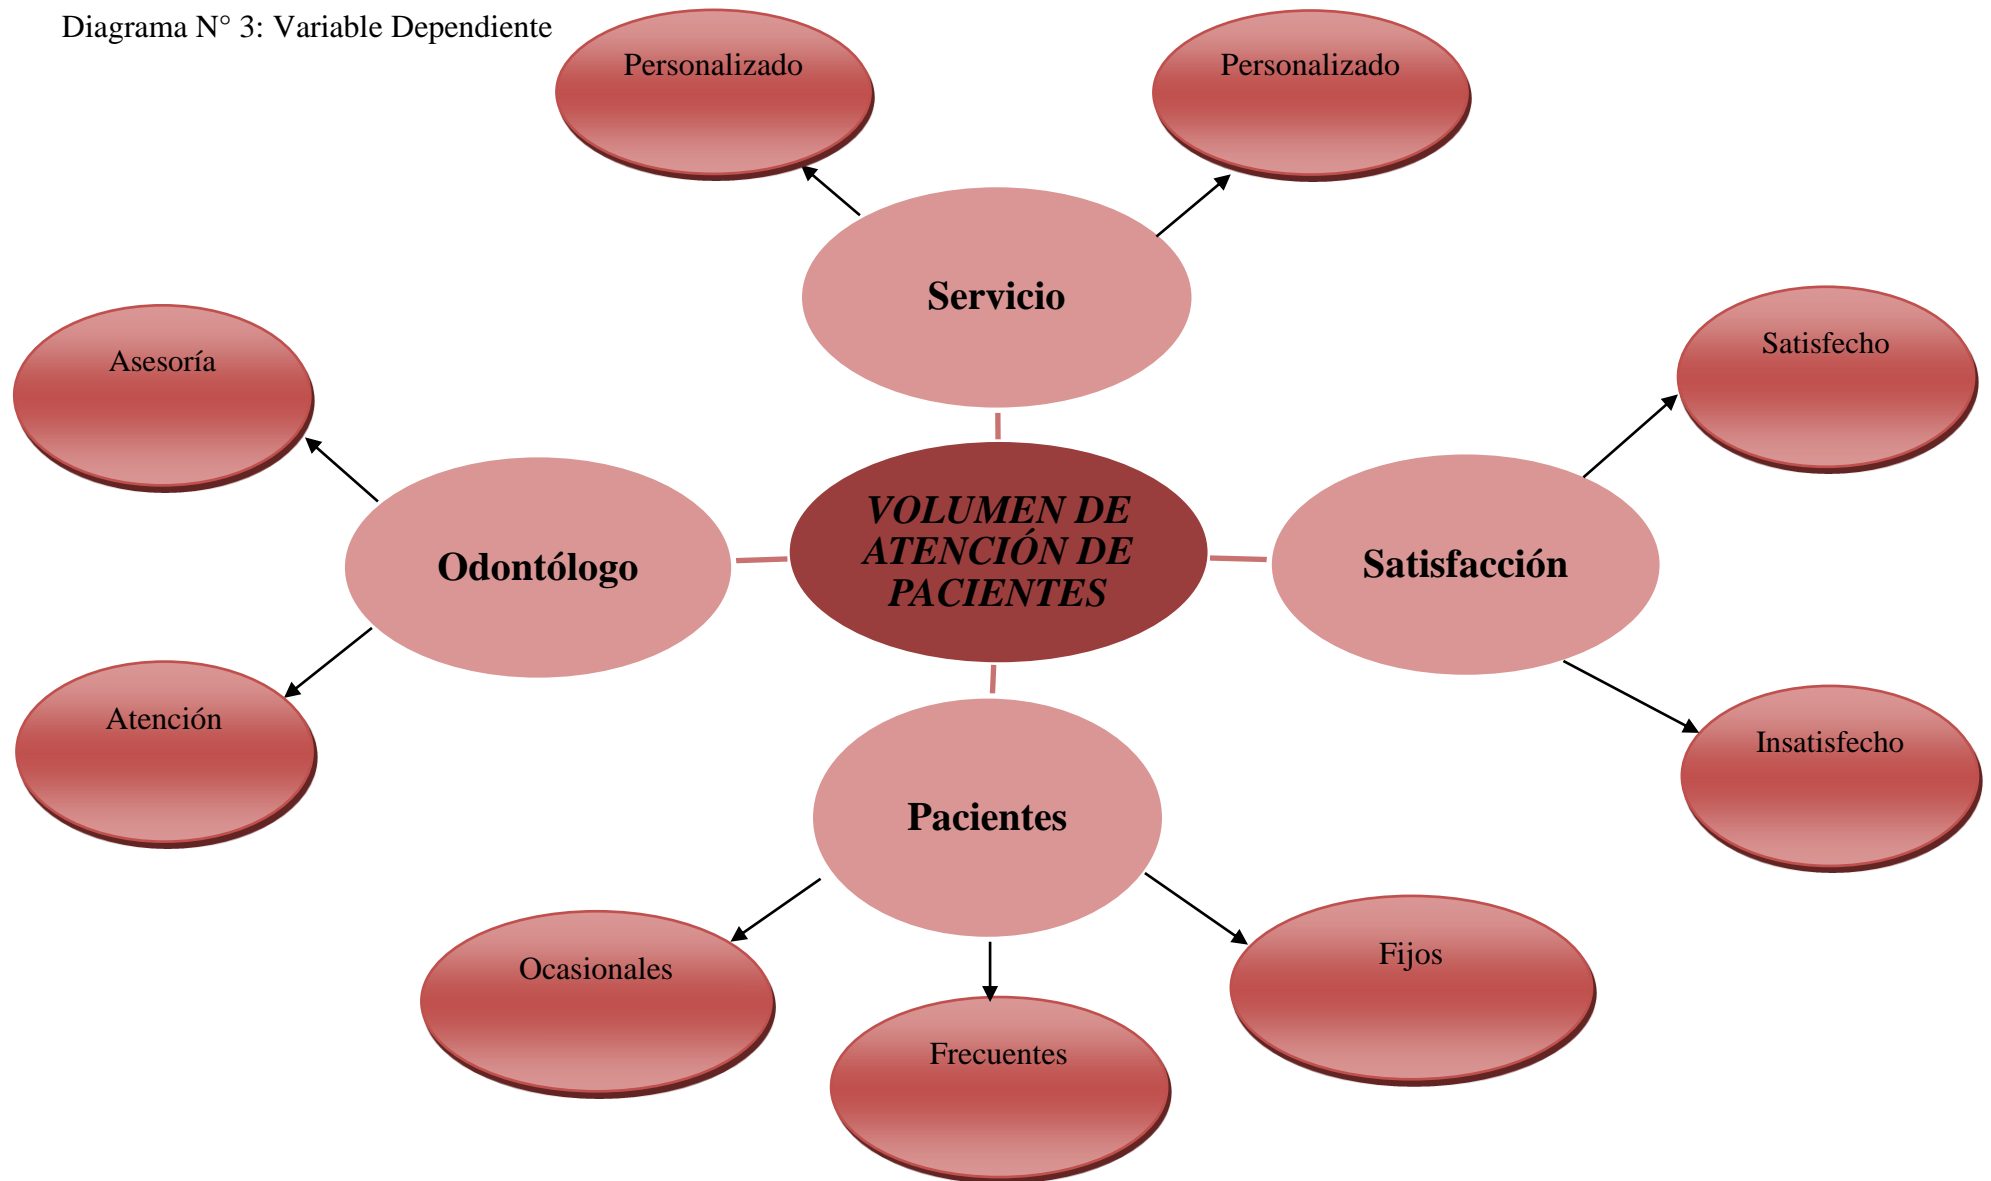 Diagrama N° 3: Variable Dependiente
Personalizado
Personalizado
Servicio
Asesoría
Satisfecho
Odontólogo
VOLUMEN DE
ATENCIÓN DE
PACIENTES
Satisfacción
Atención
Insatisfecho
Pacientes
Ocasionales
Frecuentes
Fijos